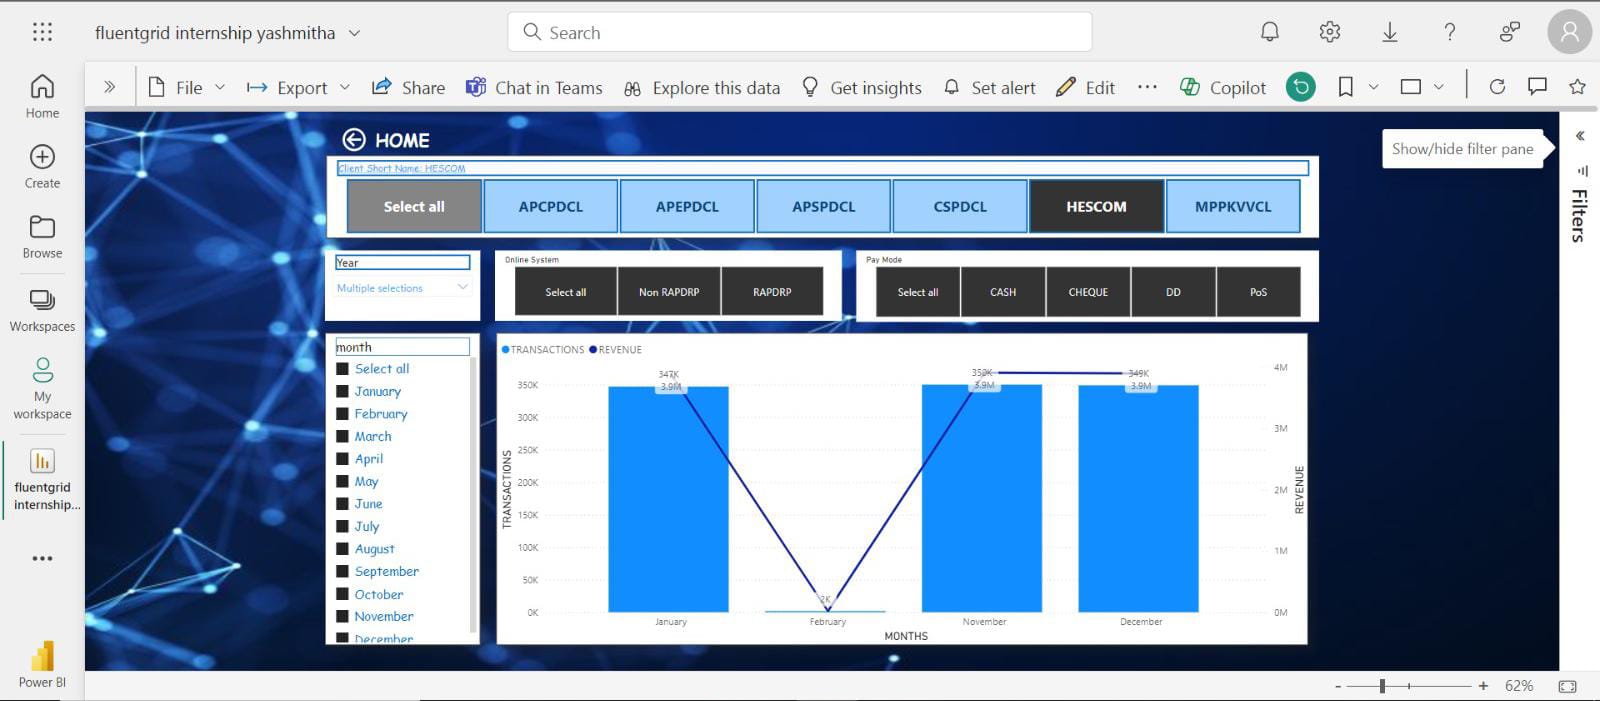 fluentgrid internship yashmitha
Search
File Export Share Chat in Teams Explore this data Get insights Set alert Edit ... Copilot
Home
Create
Browse
Workspaces
My workspace
fluentgrid internship...
Power BI
HOME
Show/hide filter pane
Filters
Client Short Name: HESCOM
Select all APCPDCL APEPDCL APSPDCL CSPDCL HESCOM MPPKVVCL
Year
Multiple selections
Online System
Select all Non RAPDRP RAPDRP
Pay Mode
Select all CASH CHEQUE DD PoS
month
Select all
January
February
March
April
May
June
July
August
September
October
November
December
TRANSACTIONS REVENUE
TRANSACTIONS
350K
300K
250K
200K
150K
100K
50K
0K
347K
3.9M
2K
350K
3.9M
349K
3.9M
4M
3M
2M
1M
0M
REVENUE
January February November December
MONTHS
- + 62%